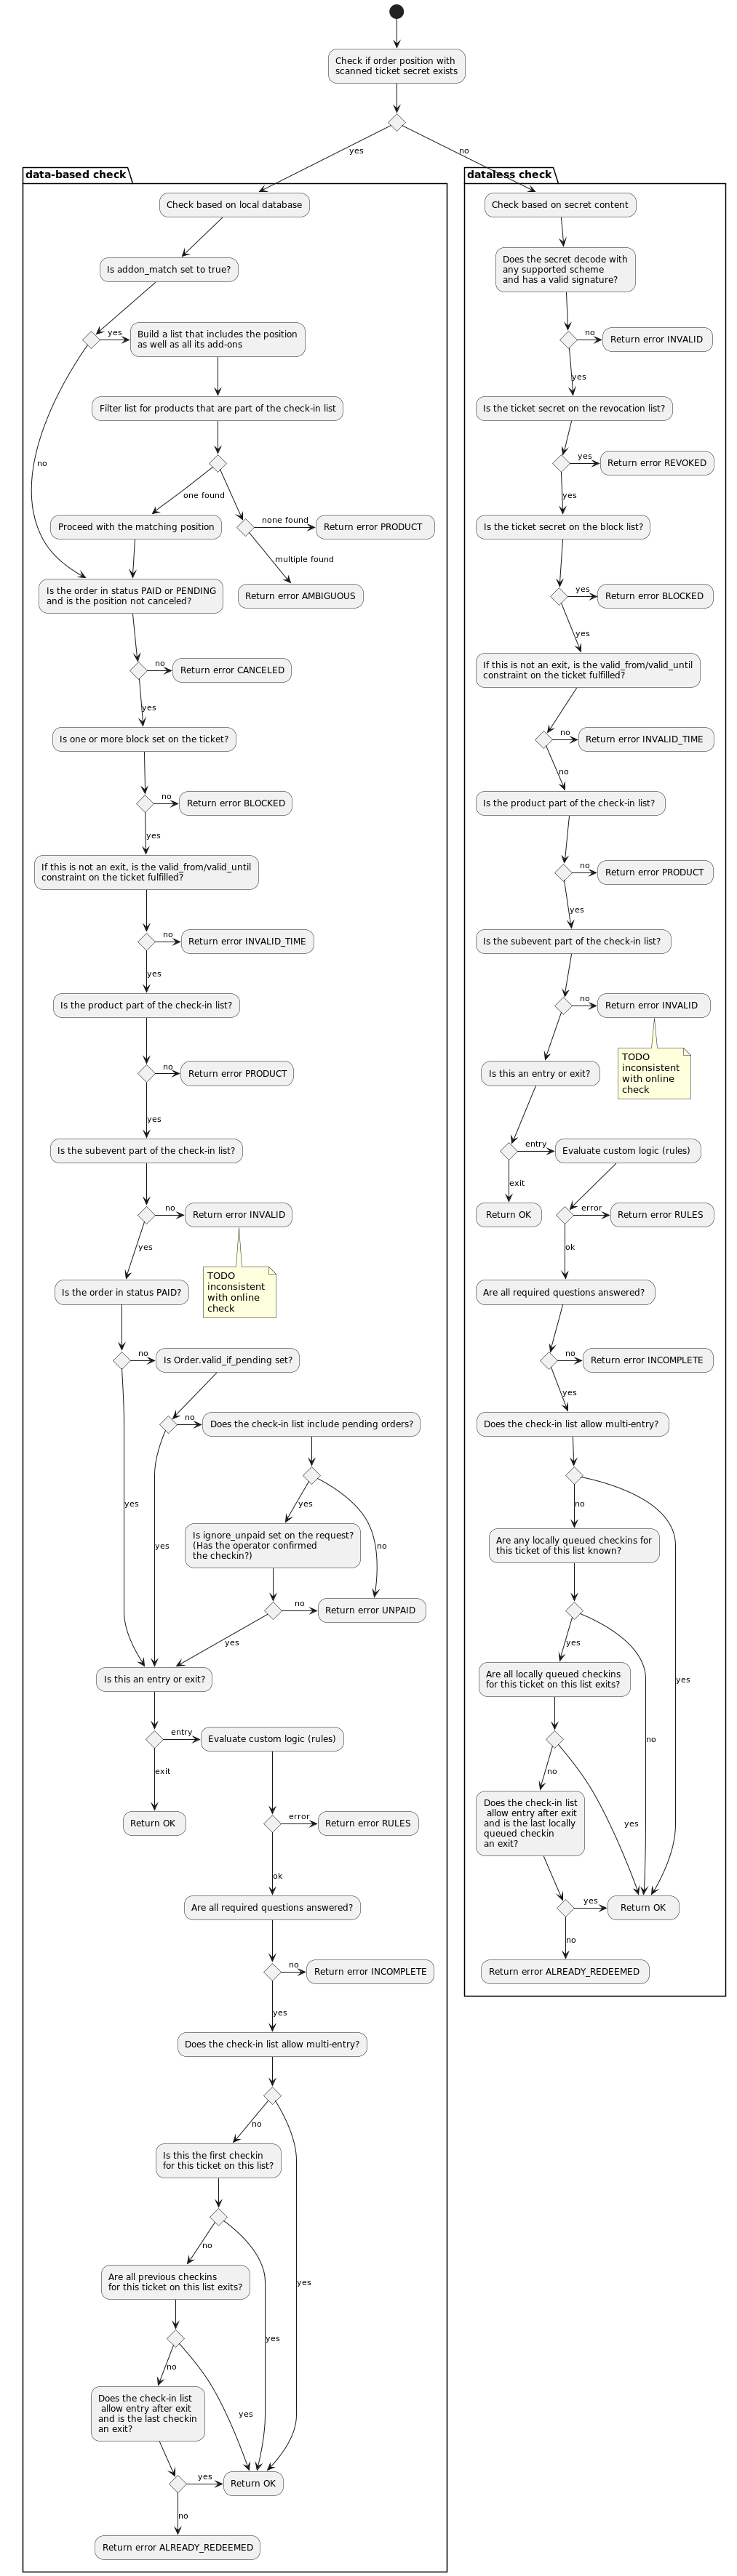 Check if order position with
scanned ticket secret exists
yes
no
data-based check
Check based on local database
Is addon_match set to true?
yes
Build a list that includes the position
as well as all its add-ons
Filter list for products that are part of the check-in list
no
one found
Proceed with the matching position
none found
Return error PRODUCT
multiple found
Return error AMBIGUOUS
Is the order in status PAID or PENDING
and is the position not canceled?
no
Return error CANCELED
yes
Is one or more block set on the ticket?
no
Return error BLOCKED
yes
If this is not an exit, is the valid_from/valid_until
constraint on the ticket fulfilled?
no
Return error INVALID_TIME
yes
Is the product part of the check-in list?
no
Return error PRODUCT
yes
Is the subevent part of the check-in list?
no
Return error INVALID
yes
TODO
inconsistent
with online
check
Is the order in status PAID?
no
Is Order.valid_if_pending set?
no
Does the check-in list include pending orders?
yes
yes
yes
Is ignore_unpaid set on the request?
(Has the operator confirmed
the checkin?)
no
no
Return error UNPAID
yes
Is this an entry or exit?
entry
Evaluate custom logic (rules)
exit
Return OK
error
Return error RULES
ok
Are all required questions answered?
no
Return error INCOMPLETE
yes
Does the check-in list allow multi-entry?
no
Is this the first checkin
for this ticket on this list?
no
yes
Are all previous checkins
for this ticket on this list exits?
yes
no
Does the check-in list
allow entry after exit
and is the last checkin
an exit?
yes
yes
Return OK
no
Return error ALREADY_REDEEMED
dataless check
Check based on secret content
Does the secret decode with
any supported scheme
and has a valid signature?
no
Return error INVALID
yes
Is the ticket secret on the revocation list?
yes
Return error REVOKED
yes
Is the ticket secret on the block list?
yes
Return error BLOCKED
yes
If this is not an exit, is the valid_from/valid_until
constraint on the ticket fulfilled?
no
Return error INVALID_TIME
no
Is the product part of the check-in list?
no
Return error PRODUCT
yes
Is the subevent part of the check-in list?
no
Return error INVALID
TODO
inconsistent
with online
check
Is this an entry or exit?
entry
Evaluate custom logic (rules)
exit
Return OK
error
Return error RULES
ok
Are all required questions answered?
no
Return error INCOMPLETE
yes
Does the check-in list allow multi-entry?
no
Are any locally queued checkins for
this ticket of this list known?
yes
Are all locally queued checkins
for this ticket on this list exits?
yes
no
no
Does the check-in list
allow entry after exit
and is the last locally
queued checkin
an exit?
yes
yes
Return OK
no
Return error ALREADY_REDEEMED